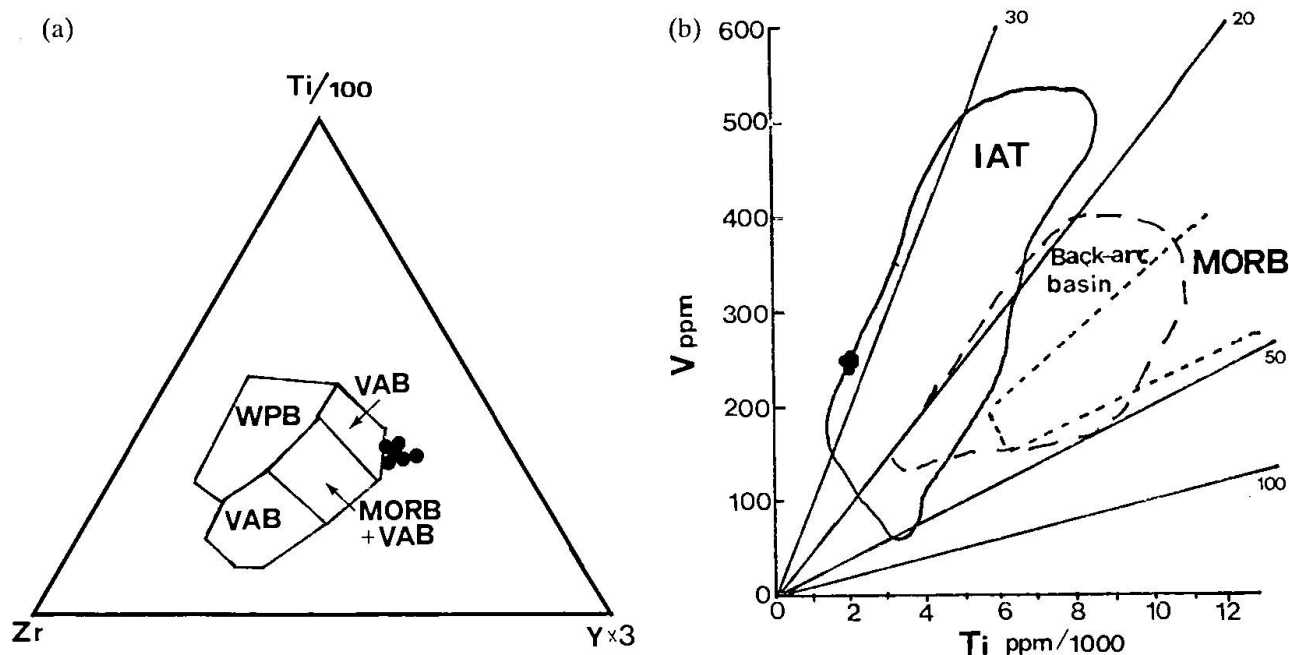 (a)
Ti/100
WPB
VAB
VAB
MORB
+VAB
Zr
Y×3
(b)
30
20
600
500
400
300
200
100
0
V ppm
IAT
Back-arc
basin
MORB
50
100
0
2
4
6
8
10
12
Ti ppm/1000